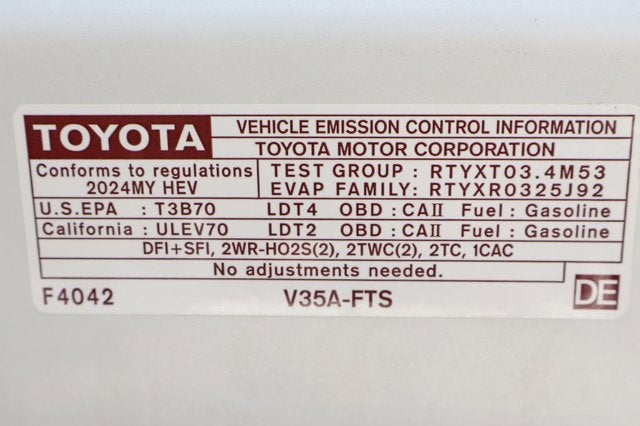 TOYOTA
VEHICLE EMISSION CONTROL INFORMATION
TOYOTA MOTOR CORPORATION
Conforms to regulations
2024MY HEV
TEST GROUP : RTYXT03.4M53
EVAP FAMILY: RTYXR0325J92
U.S.EPA : T3B70 LDT4 OBD : CAII Fuel : Gasoline
California : ULEV70 LDT2 OBD : CAII Fuel : Gasoline
DFI+SFI, 2WR-HO2S(2), 2TWC(2), 2TC, 1CAC
No adjustments needed.
F4042 V35A-FTS DE